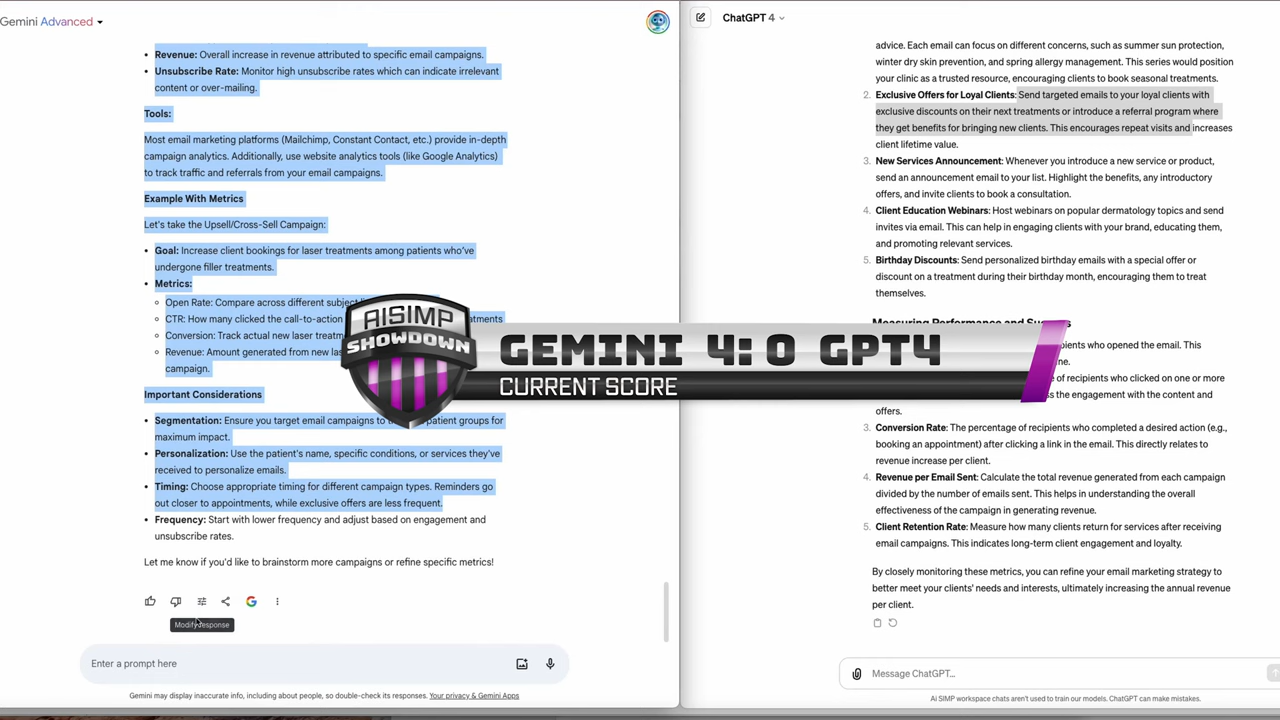 Gemini Advanced
• Revenue: Overall increase in revenue attributed to specific email campaigns.
• Unsubscribe Rate: Monitor high unsubscribe rates which can indicate irrelevant
content or over-mailing.
Tools:
Most email marketing platforms (Mailchimp, Constant Contact, etc.) provide in-depth
campaign analytics. Additionally, use website analytics tools (like Google Analytics)
to track traffic and referrals from your email campaigns.
Example With Metrics
Let's take the Upsell/Cross-Sell Campaign:
• Goal: Increase client bookings for laser treatments among patients who've
undergone filler treatments.
• Metrics:
Open Rate: Compare across different subject
CTR: How many clicked the call-to-action
Conversion: Track actual new laser
Revenue: Amount generated from new
campaign.
Important Considerations
• Segmentation: Ensure you target email campaigns to patient groups for
maximum impact.
• Personalization: Use the patient's name, specific conditions, or services they've
received to personalize emails.
• Timing: Choose appropriate timing for different campaign types. Reminders go
out closer to appointments, while exclusive offers are less frequent.
• Frequency: Start with lower frequency and adjust based on engagement and
unsubscribe rates.
Let me know if you'd like to brainstorm more campaigns or refine specific metrics!
Modify response
Enter a prompt here
Gemini may display inaccurate info, including about people, so double-check its responses. Your privacy & Gemini Apps
ChatGPT 4
advice. Each email can focus on different concerns, such as summer sun protection,
winter dry skin prevention, and spring allergy management. This series would position
your clinic as a trusted resource, encouraging clients to book seasonal treatments.
2. Exclusive Offers for Loyal Clients: Send targeted emails to your loyal clients with
exclusive discounts on their next treatments or introduce a referral program where
they get benefits for bringing new clients. This encourages repeat visits and increases
client lifetime value.
3. New Services Announcement: Whenever you introduce a new service or product,
send an announcement email to your list. Highlight the benefits, any introductory
offers, and invite clients to book a consultation.
4. Client Education Webinars: Host webinars on popular dermatology topics and send
invites via email. This can help in engaging clients with your brand, educating them,
and promoting relevant services.
5. Birthday Discounts: Send personalized birthday emails with a special offer or
discount on a treatment during their birthday month, encouraging them to treat
themselves.
Measuring Performance and
who opened the email. This
of recipients who clicked on one or more
the engagement with the content and
offers.
3. Conversion Rate: The percentage of recipients who completed a desired action (e.g.,
booking an appointment) after clicking a link in the email. This directly relates to
revenue increase per client.
4. Revenue per Email Sent: Calculate the total revenue generated from each campaign
divided by the number of emails sent. This helps in understanding the overall
effectiveness of the campaign in generating revenue.
5. Client Retention Rate: Measure how many clients return for services after receiving
email campaigns. This indicates long-term client engagement and loyalty.
By closely monitoring these metrics, you can refine your email marketing strategy to
better meet your clients' needs and interests, ultimately increasing the annual revenue
per client.
Message ChatGPT...
AI SIMP workspace chats aren't used to train our models. ChatGPT can make mistakes.
AISIMP
SHOWDOWN
GEMINI 4:0 GPT4
CURRENT SCORE